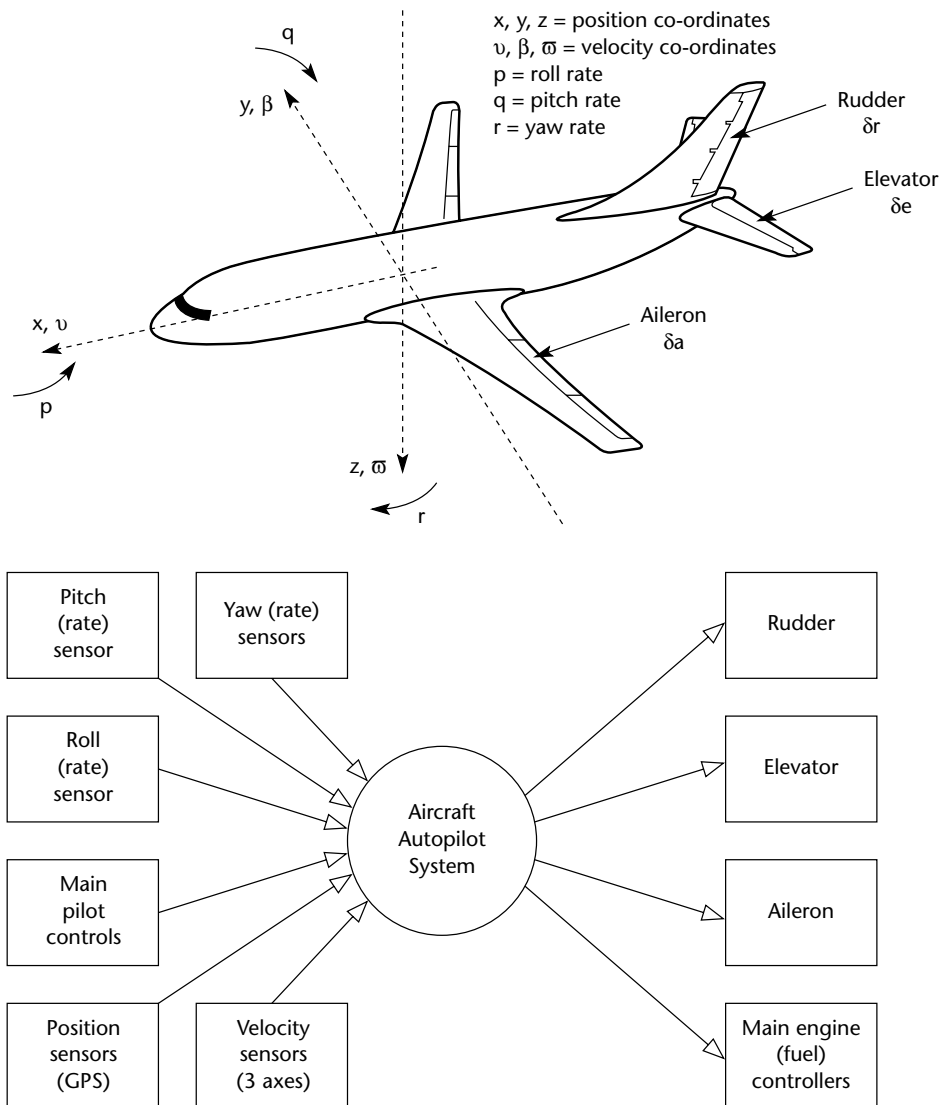 q
x, y, z = position co-ordinates
υ, β, ϖ = velocity co-ordinates
p = roll rate
q = pitch rate
r = yaw rate
y, β
Rudder
δr
Elevator
δe
Aileron
δa
x, υ
p
z, ϖ
r
Pitch
(rate)
sensor
Yaw (rate)
sensors
Rudder
Roll
(rate)
sensor
Elevator
Aircraft
Autopilot
System
Main
pilot
controls
Aileron
Position
sensors
(GPS)
Velocity
sensors
(3 axes)
Main engine
(fuel)
controllers